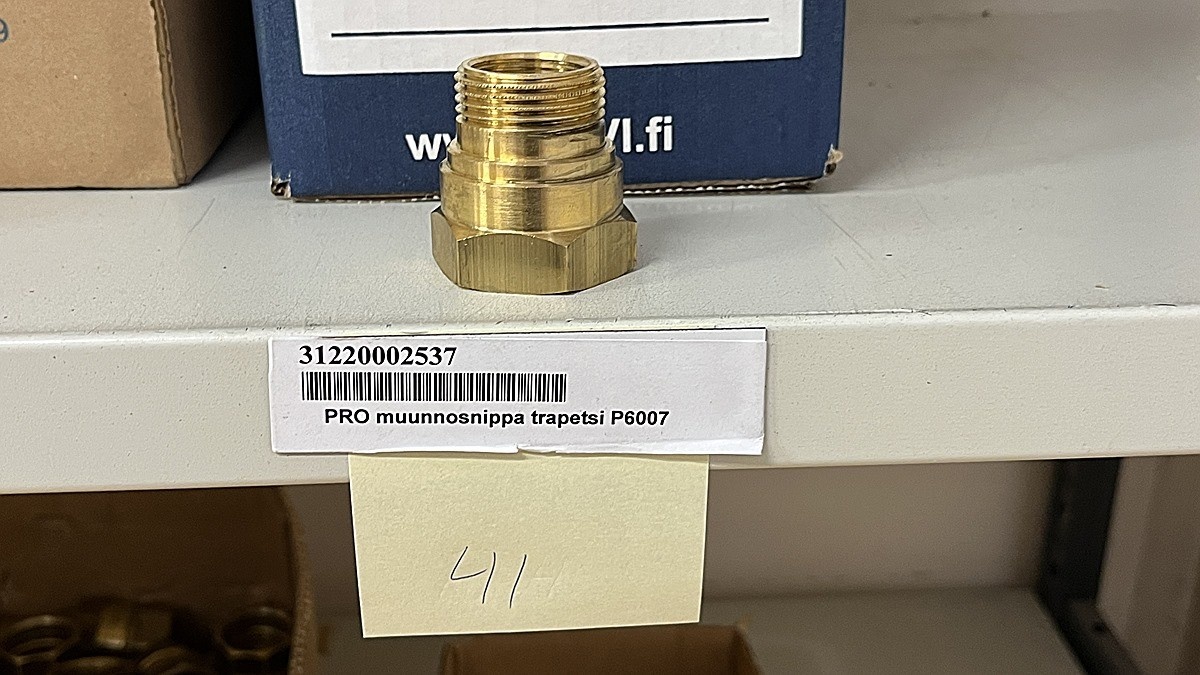 31220002537
PRO muunnosnippa trapetsi P6007
41